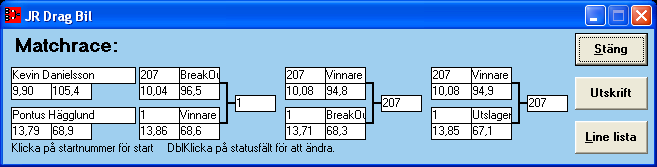 JR Drag Bil
Matchrace:
Stäng
Kevin Danielsson 207 BreakOu 207 Vinnare 207 Vinnare
9,90 105,4 10,04 96,5 10,08 94,8 10,08 94,9
Utskrift
1 207 207
Pontus Hägglund 1 Vinnare 1 BreakOu 1 Utslagen
13,79 68,9 13,86 68,6 13,71 68,3 13,85 67,1
Line lista
Klicka på startnummer för start DblKlicka på statusfält för att ändra.